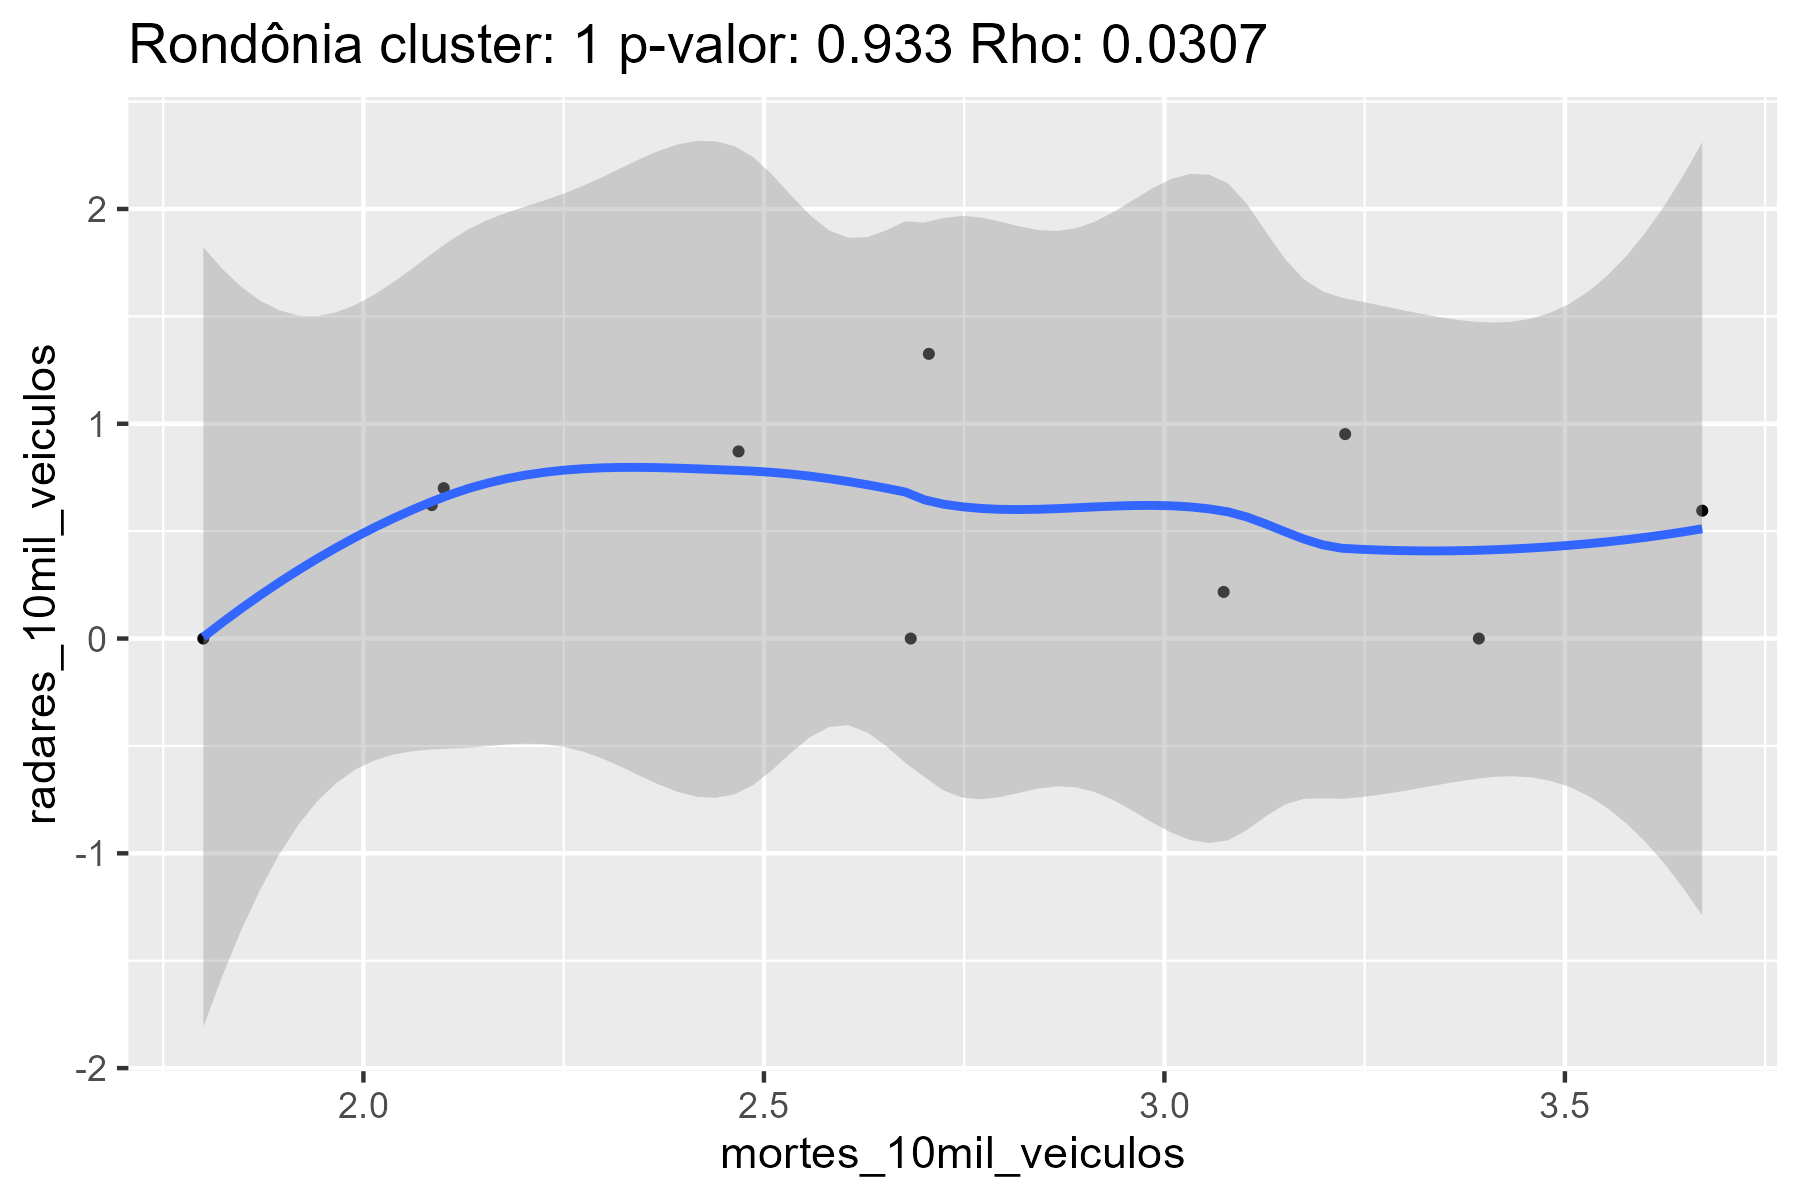 Rondônia cluster: 1 p-valor: 0.933 Rho: 0.0307
radares_10mil_veiculos
2
1
0
-1
-2
2.0 2.5 3.0 3.5
mortes_10mil_veiculos